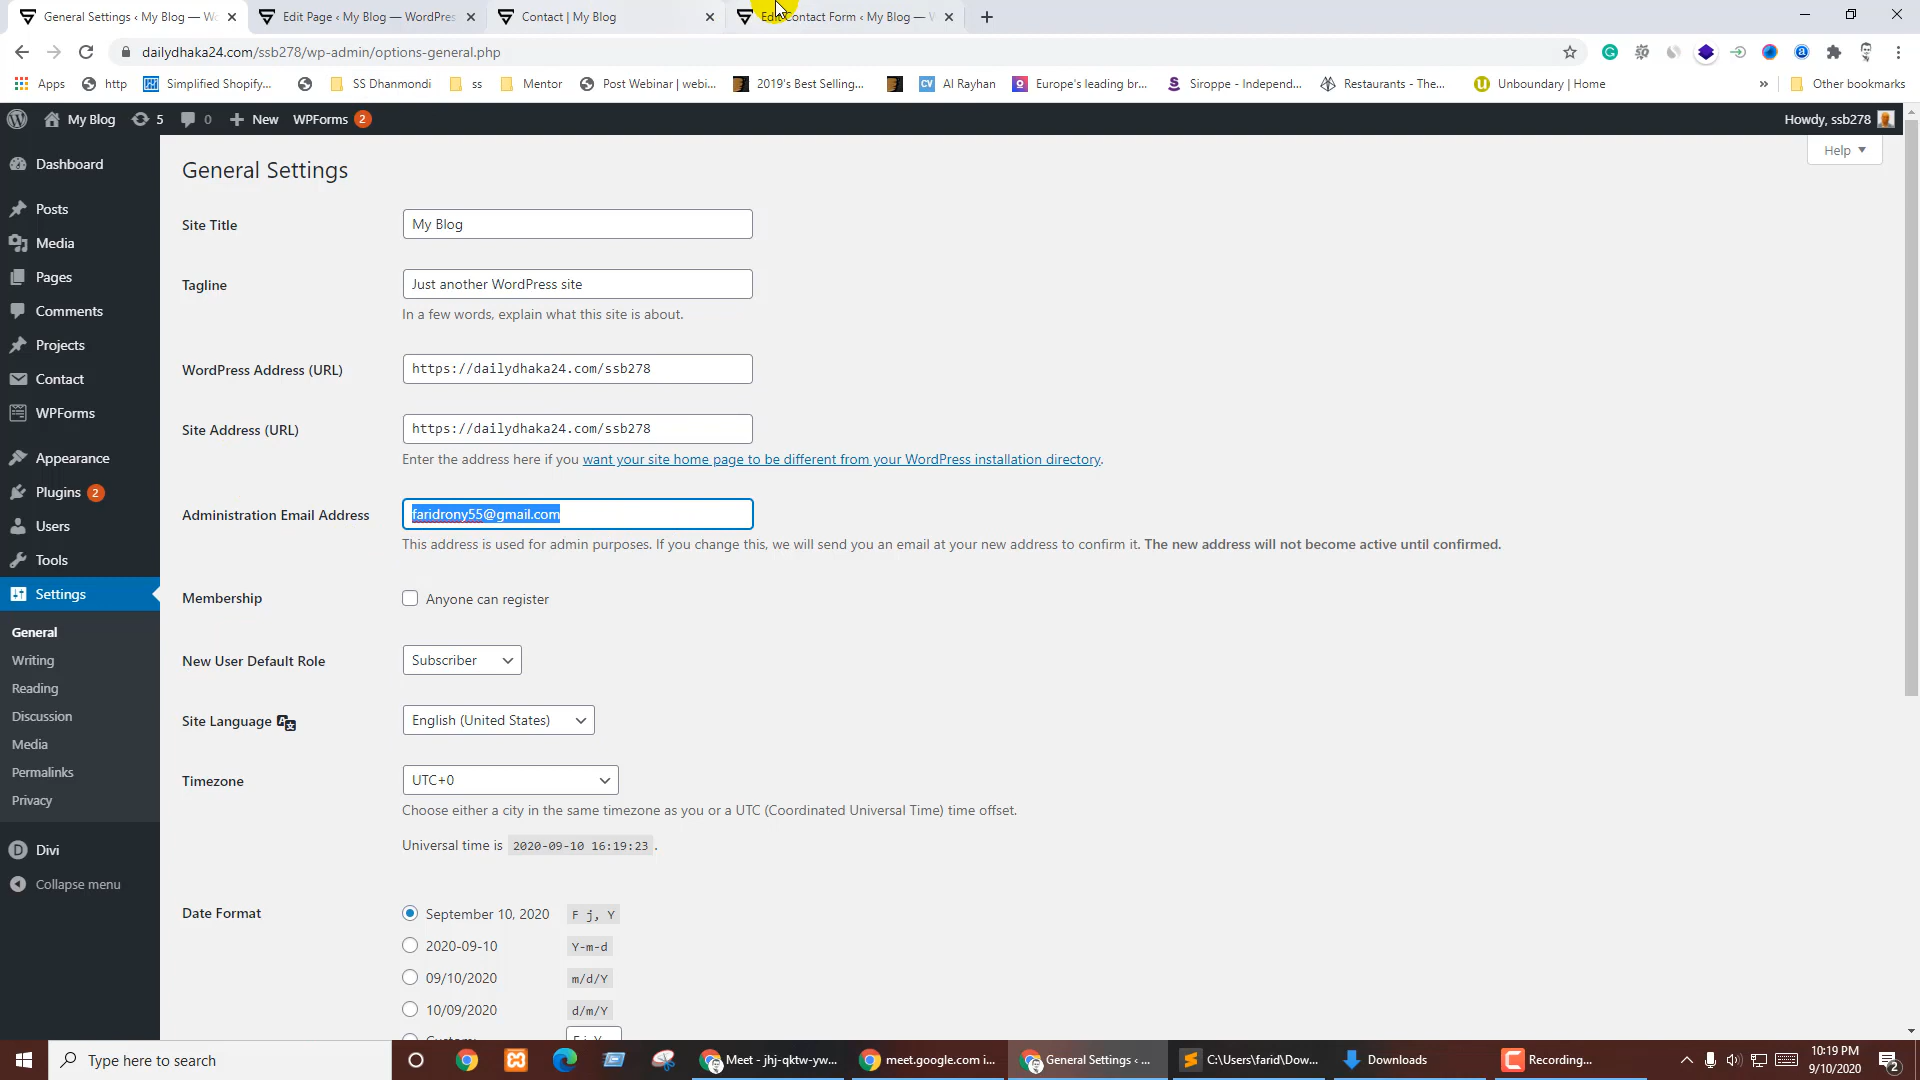 General Settings ‹ My Blog — Wo
Edit Page ‹ My Blog — WordPres
Contact | My Blog
Edit Contact Form ‹ My Blog — W
dailydhaka24.com/ssb278/wp-admin/options-general.php
Apps
http
Simplified Shopify...
SS Dhanmondi
ss
Mentor
Post Webinar | webi...
2019's Best Selling...
CV
Al Rayhan
Europe's leading br...
Siroppe - Independ...
Restaurants - The...
Unboundary | Home
»
Other bookmarks
My Blog
5
0
New
WPForms 2
Howdy, ssb278
Help
Dashboard
Posts
Media
Pages
Comments
Projects
Contact
WPForms
Appearance
Plugins 2
Users
Tools
Settings
General
Writing
Reading
Discussion
Media
Permalinks
Privacy
Divi
Collapse menu
General Settings
Site Title
My Blog
Tagline
Just another WordPress site
In a few words, explain what this site is about.
WordPress Address (URL)
https://dailydhaka24.com/ssb278
Site Address (URL)
https://dailydhaka24.com/ssb278
Enter the address here if you want your site home page to be different from your WordPress installation directory.
Administration Email Address
faridrony55@gmail.com
This address is used for admin purposes. If you change this, we will send you an email at your new address to confirm it. The new address will not become active until confirmed.
Membership
Anyone can register
New User Default Role
Subscriber
Site Language
English (United States)
Timezone
UTC+0
Choose either a city in the same timezone as you or a UTC (Coordinated Universal Time) time offset.
Universal time is 2020-09-10 16:19:23 .
Date Format
September 10, 2020 F j, Y
2020-09-10 Y-m-d
09/10/2020 m/d/Y
10/09/2020 d/m/Y
Type here to search
Meet - jhj-qktw-yw...
meet.google.com i...
General Settings ‹ ...
C:\Users\farid\Dow...
Downloads
Recording...
10:19 PM
9/10/2020
2